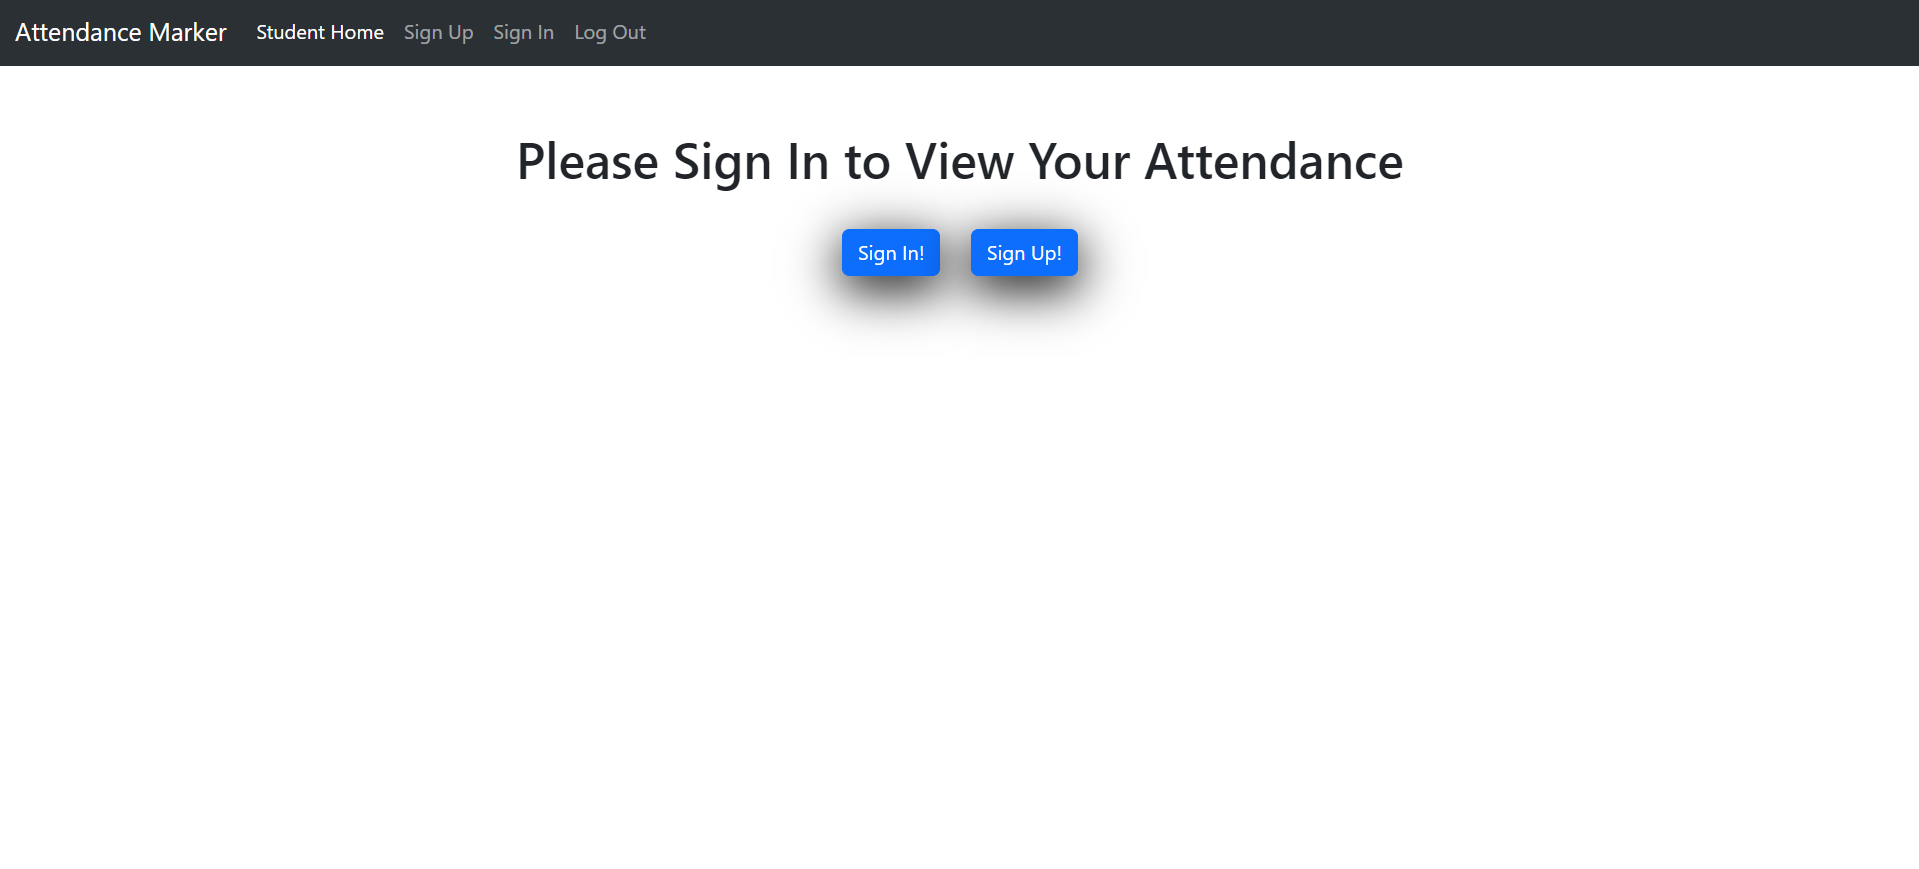 Attendance Marker Student Home Sign Up Sign In Log Out
Please Sign In to View Your Attendance
Sign In! Sign Up!